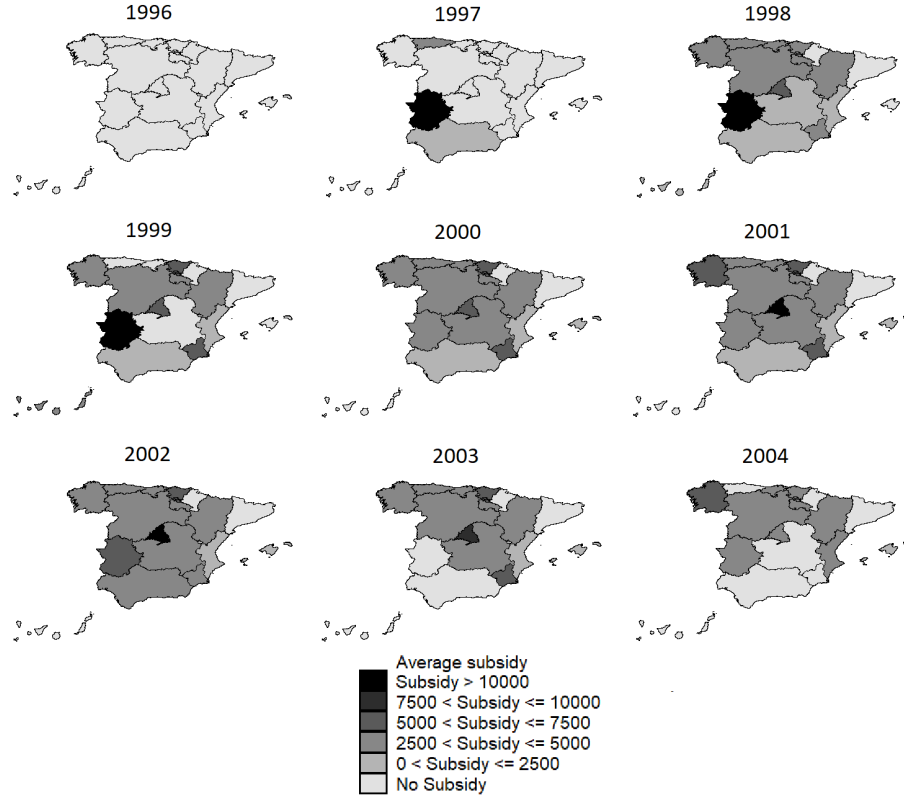 1996
1997
1998
1999
2000
2001
2002
2003
2004
Average subsidy
Subsidy > 10000
7500 < Subsidy <= 10000
5000 < Subsidy <= 7500
2500 < Subsidy <= 5000
0 < Subsidy <= 2500
No Subsidy